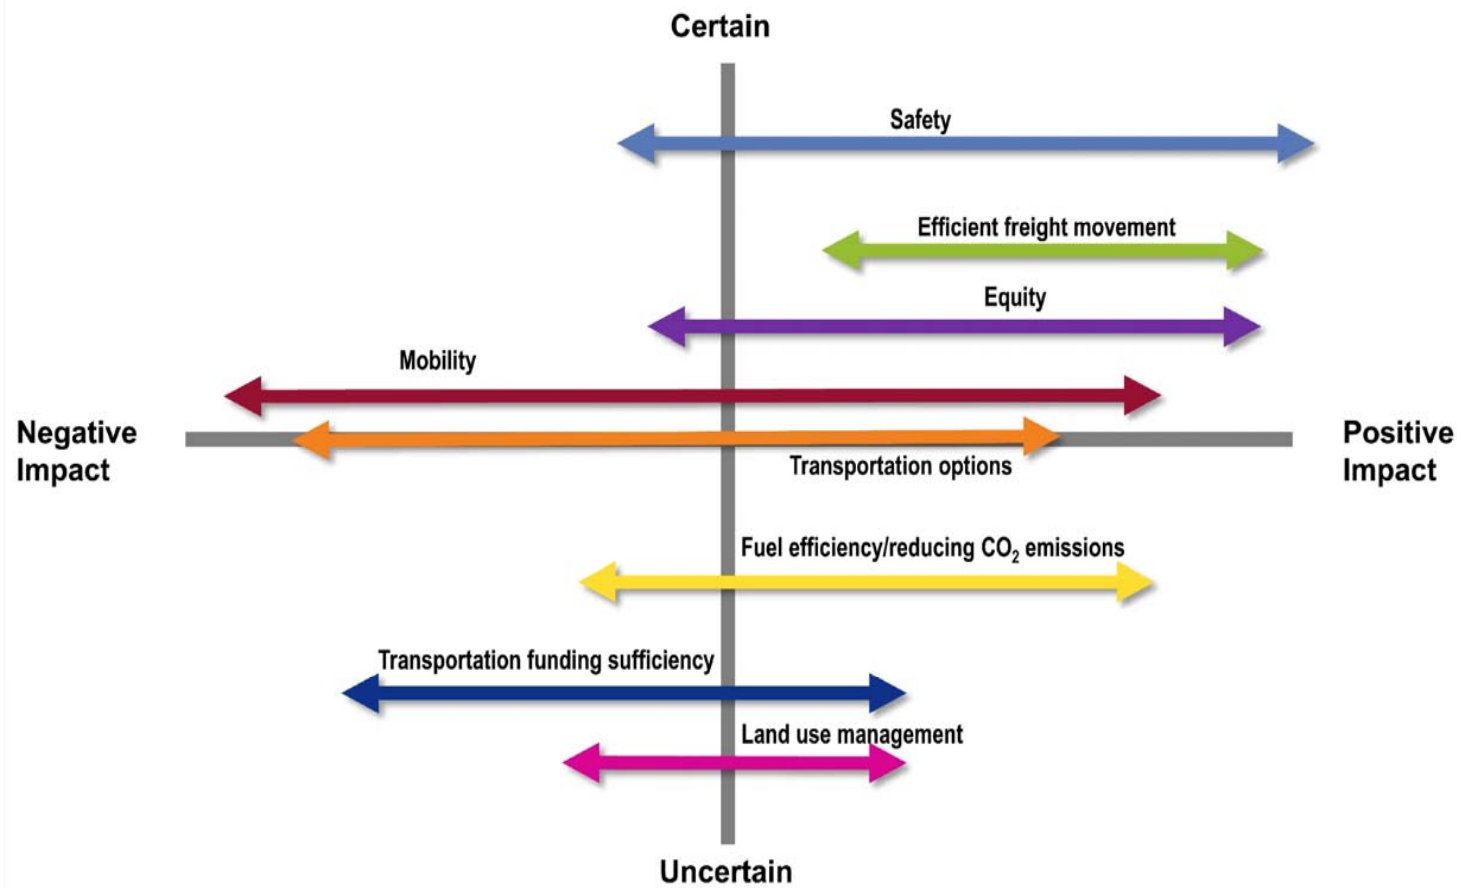 Certain
Safety
Efficient freight movement
Equity
Mobility
Negative
Impact
Positive
Impact
Transportation options
Fuel efficiency/reducing CO₂ emissions
Transportation funding sufficiency
Land use management
Uncertain